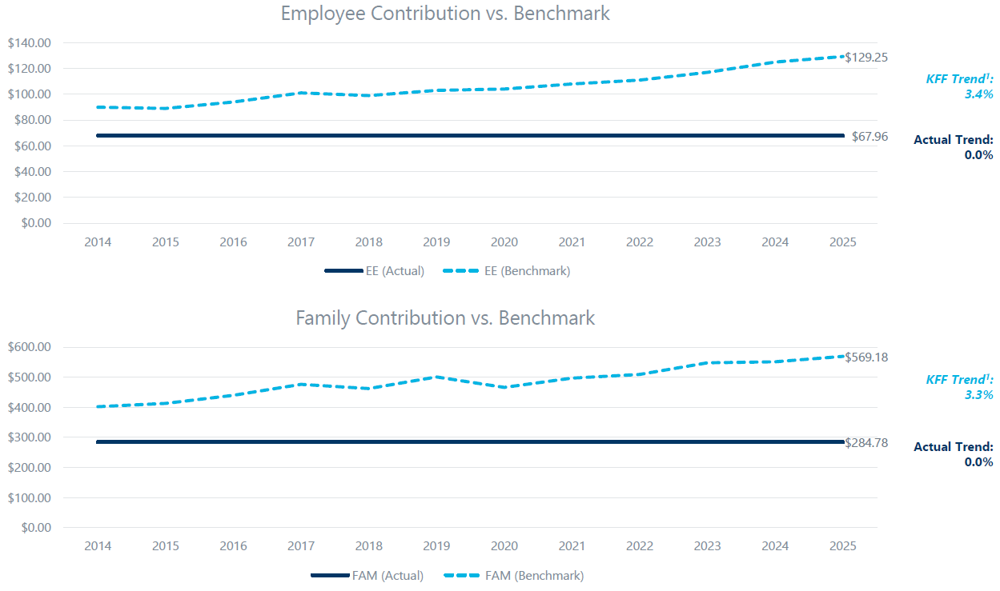 Employee Contribution vs. Benchmark
$140.00
$120.00
$100.00
$80.00
$60.00
$40.00
$20.00
$0.00
$129.25
$67.96
KFF Trend¹:
3.4%
Actual Trend:
0.0%
2014 2015 2016 2017 2018 2019 2020 2021 2022 2023 2024 2025
EE (Actual) EE (Benchmark)
Family Contribution vs. Benchmark
$600.00
$500.00
$400.00
$300.00
$200.00
$100.00
$0.00
$569.18
$284.78
KFF Trend¹:
3.3%
Actual Trend:
0.0%
2014 2015 2016 2017 2018 2019 2020 2021 2022 2023 2024 2025
FAM (Actual) FAM (Benchmark)